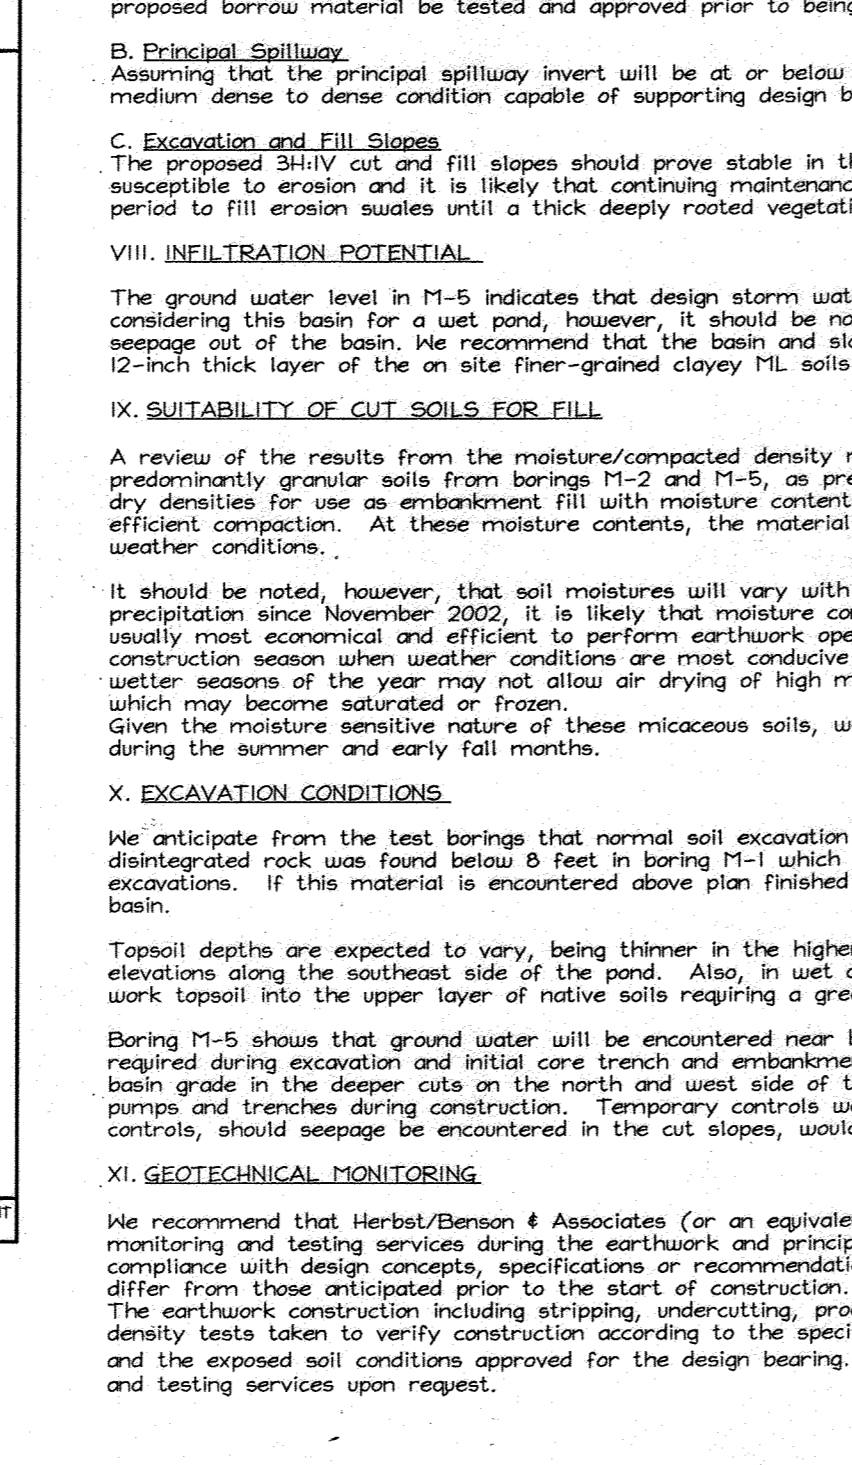 proposed borrow material be tested and approved prior to being
B. Principal Spillway
Assuming that the principal spillway invert will be at or below
medium dense to dense condition capable of supporting design b
C. Excavation and Fill Slopes
The proposed 3H:1V cut and fill slopes should prove stable in t
susceptible to erosion and it is likely that continuing maintenanc
period to fill erosion swales until a thick deeply rooted vegetati
VIII. INFILTRATION POTENTIAL
The ground water level in M-5 indicates that design storm wat
considering this basin for a wet pond, however, it should be no
seepage out of the basin. We recommend that the basin and slo
12-inch thick layer of the on site finer-grained clayey ML soils
IX. SUITABILITY OF CUT SOILS FOR FILL
A review of the results from the moisture/compacted density r
predominantly granular soils from borings M-2 and M-5, as pre
dry densities for use as embankment fill with moisture content
efficient compaction. At these moisture contents, the material
weather conditions.
It should be noted, however, that soil moistures will vary with
precipitation since November 2002, it is likely that moisture co
usually most economical and efficient to perform earthwork ope
construction season when weather conditions are most conducive
wetter seasons of the year may not allow air drying of high m
which may become saturated or frozen.
Given the moisture sensitive nature of these micaceous soils, w
during the summer and early fall months.
X. EXCAVATION CONDITIONS
We anticipate from the test borings that normal soil excavation
disintegrated rock was found below 8 feet in boring M-1 which
excavations. If this material is encountered above plan finished
basin.
Topsoil depths are expected to vary, being thinner in the higher
elevations along the southeast side of the pond. Also, in wet
work topsoil into the upper layer of native soils requiring a gre
Boring M-5 shows that ground water will be encountered near
required during excavation and initial core trench and embankme
basin grade in the deeper cuts on the north and west side of t
pumps and trenches during construction. Temporary controls w
controls, should seepage be encountered in the cut slopes, would
XI. GEOTECHNICAL MONITORING
We recommend that Herbst/Benson & Associates (or an equivale
monitoring and testing services during the earthwork and princip
compliance with design concepts, specifications or recommendati
differ from those anticipated prior to the start of construction.
The earthwork construction including stripping, undercutting, pro
density tests taken to verify construction according to the speci
and the exposed soil conditions approved for the design bearing.
and testing services upon request.